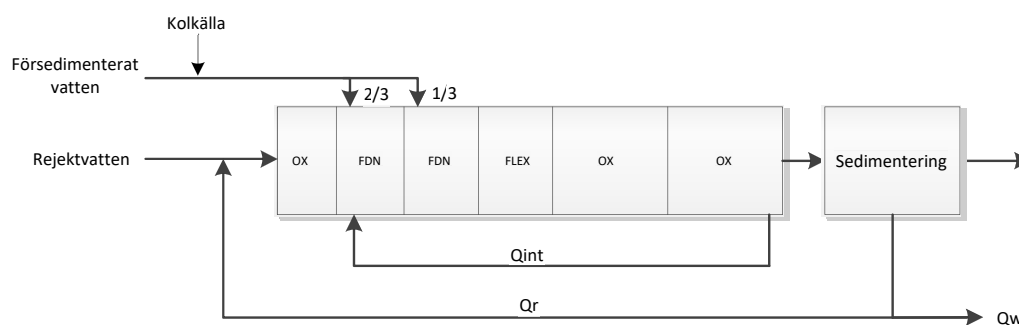 Kolkälla
Försedimenterat
vatten
2/3
1/3
Rejektvatten
OX
FDN
FDN
FLEX
OX
OX
Sedimentering
Qint
Qr
Qw